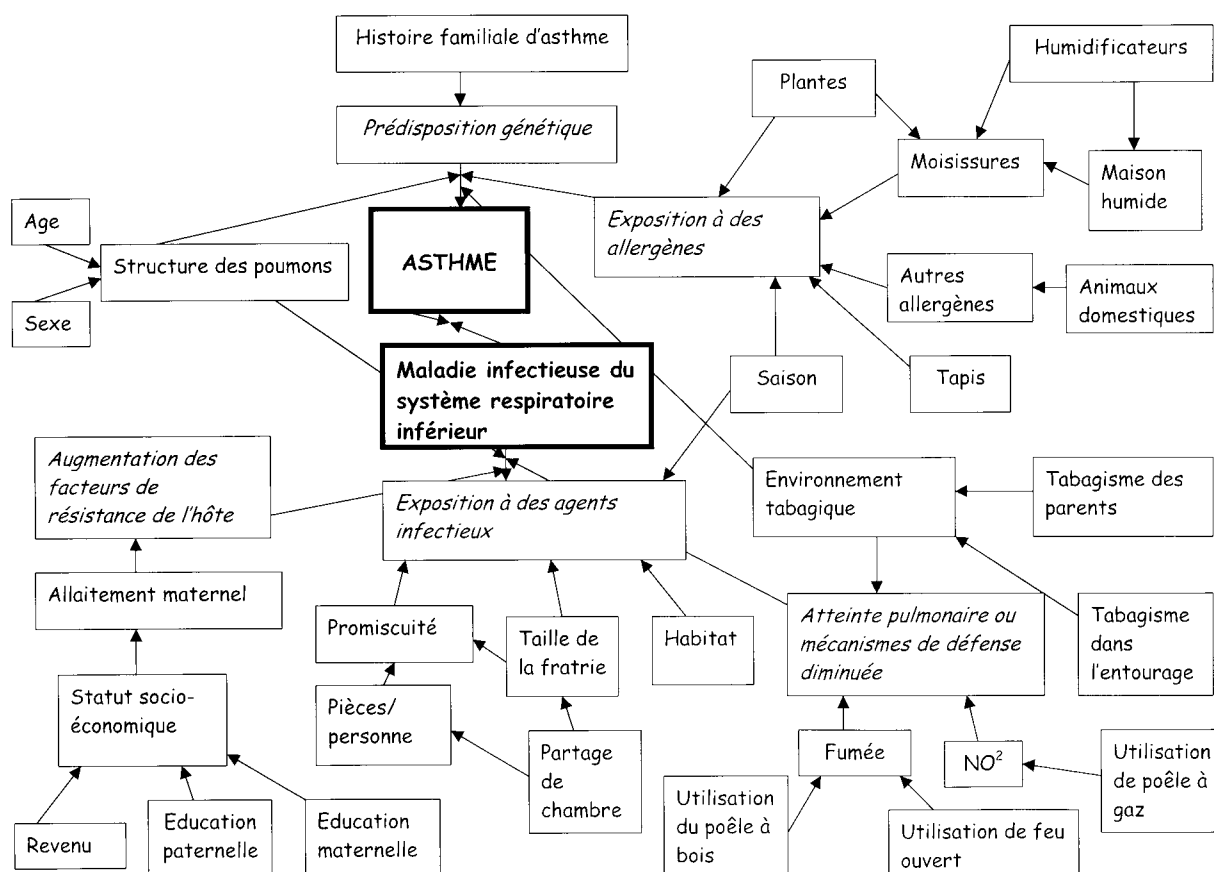 Histoire familiale d'asthme
Humidificateurs
Plantes
Prédisposition génétique
Moisissures
Maison
humide
Age
Exposition à des
allergènes
Structure des poumons
ASTHME
Autres
allergènes
Animaux
domestiques
Sexe
Maladie infectieuse du
système respiratoire
inférieur
Saison
Tapis
Augmentation des
facteurs de
résistance de l'hôte
Exposition à des agents
infectieux
Environnement
tabagique
Tabagisme des
parents
Allaitement maternel
Promiscuité
Taille de
la fratrie
Habitat
Atteinte pulmonaire ou
mécanismes de défense
diminuée
Tabagisme
dans
l'entourage
Statut socio-
économique
Pièces/
personne
Partage
de
chambre
Fumée
NO²
Utilisation
de poêle à
gaz
Revenu
Education
paternelle
Education
maternelle
Utilisation
du poêle à
bois
Utilisation de feu
ouvert